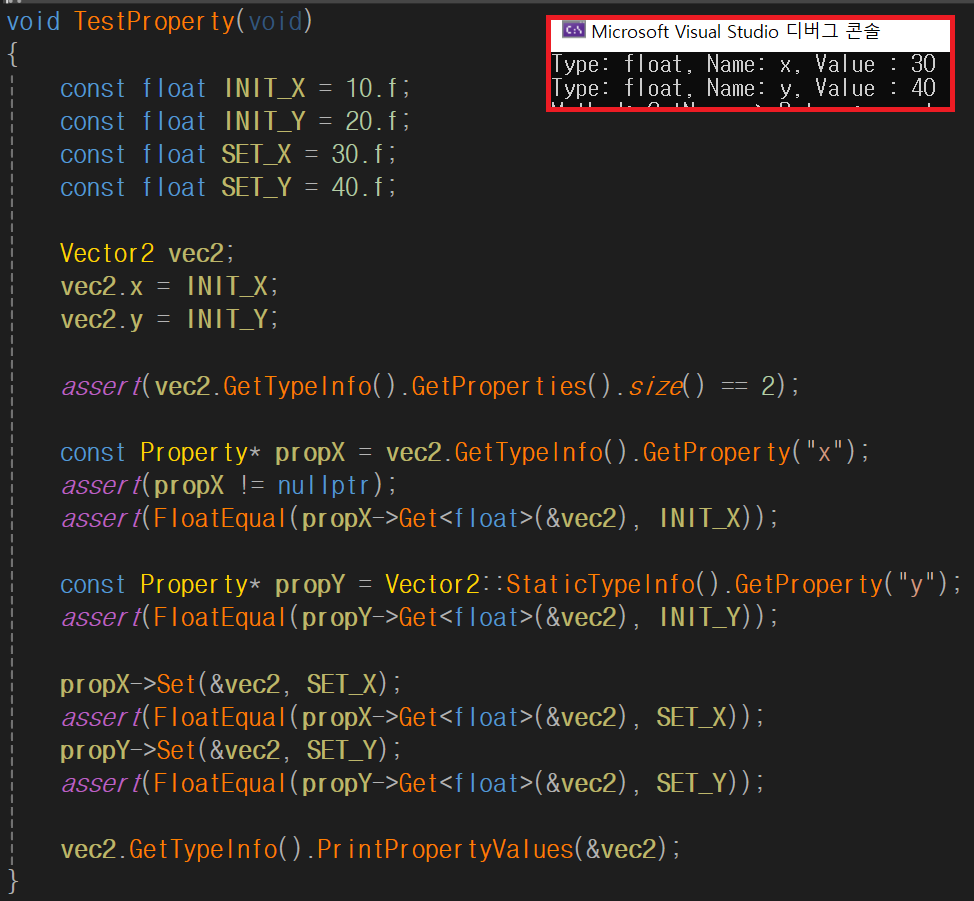 void TestProperty(void)
{
const float INIT_X = 10.f;
const float INIT_Y = 20.f;
const float SET_X = 30.f;
const float SET_Y = 40.f;
Vector2 vec2;
vec2.x = INIT_X;
vec2.y = INIT_Y;
assert(vec2.GetTypeInfo().GetProperties().size() == 2);
const Property* propX = vec2.GetTypeInfo().GetProperty("x");
assert(propX != nullptr);
assert(FloatEqual(propX->Get<float>(&vec2), INIT_X));
const Property* propY = Vector2::StaticTypeInfo().GetProperty("y");
assert(FloatEqual(propY->Get<float>(&vec2), INIT_Y));
propX->Set(&vec2, SET_X);
assert(FloatEqual(propX->Get<float>(&vec2), SET_X));
propY->Set(&vec2, SET_Y);
assert(FloatEqual(propY->Get<float>(&vec2), SET_Y));
vec2.GetTypeInfo().PrintPropertyValues(&vec2);
}
Microsoft Visual Studio 디버그 콘솔
Type: float, Name: x, Value : 30
Type: float, Name: y, Value : 40